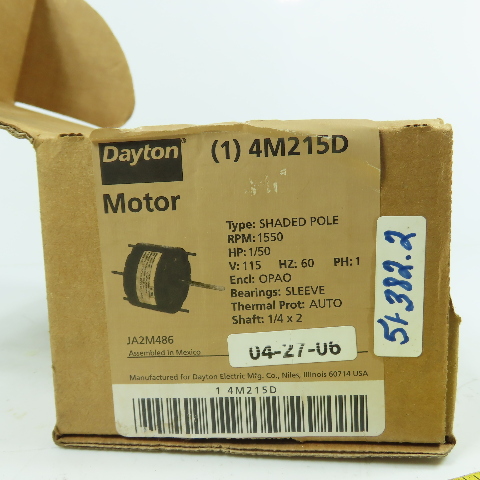 Dayton
(1) 4M215D
Motor
Type: SHADED POLE
RPM: 1550
HP: 1/50
V: 115 HZ: 60 PH: 1
Encl: OPAO
Bearings: SLEEVE
Thermal Prot: AUTO
Shaft: 1/4 x 2
JA2M486
Assembled in Mexico
04-27-06
51382.2
Manufactured for Dayton Electric Mfg. Co., Niles, Illinois 60714 USA
1 4M215D